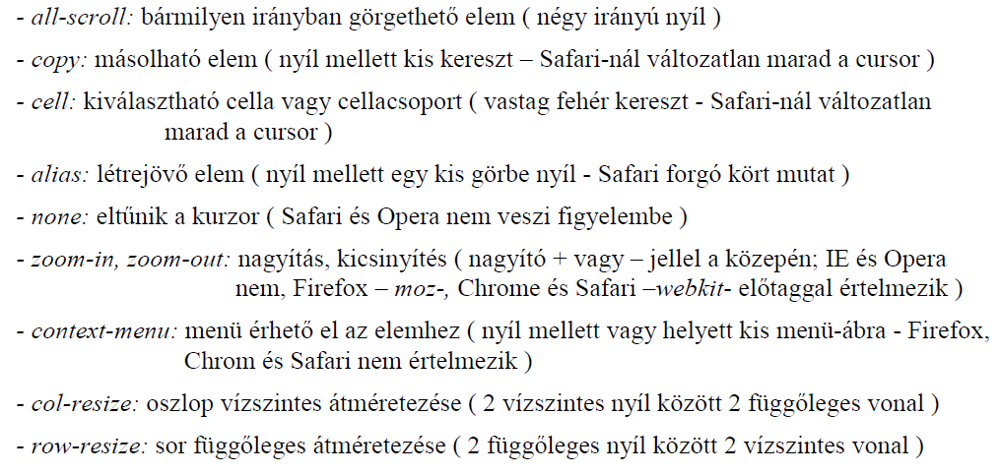 - all-scroll: bármilyen irányban görgethető elem ( négy irányú nyíl )
- copy: másolható elem ( nyíl mellett kis kereszt – Safari-nál változatlan marad a cursor )
- cell: kiválasztható cella vagy cellacsoport ( vastag fehér kereszt - Safari-nál változatlan
marad a cursor )
- alias: létrejövő elem ( nyíl mellett egy kis görbe nyíl - Safari forgó kört mutat )
- none: eltűnik a kurzor ( Safari és Opera nem veszi figyelembe )
- zoom-in, zoom-out: nagyítás, kicsinyítés ( nagyító + vagy – jellel a közepén; IE és Opera
nem, Firefox – moz-, Chrome és Safari –webkit- előtaggal értelmezik )
- context-menu: menü érhető el az elemhez ( nyíl mellett vagy helyett kis menü-ábra - Firefox,
Chrom és Safari nem értelmezik )
- col-resize: oszlop vízszintes átméretezése ( 2 vízszintes nyíl között 2 függőleges vonal )
- row-resize: sor függőleges átméretezése ( 2 függőleges nyíl között 2 vízszintes vonal )